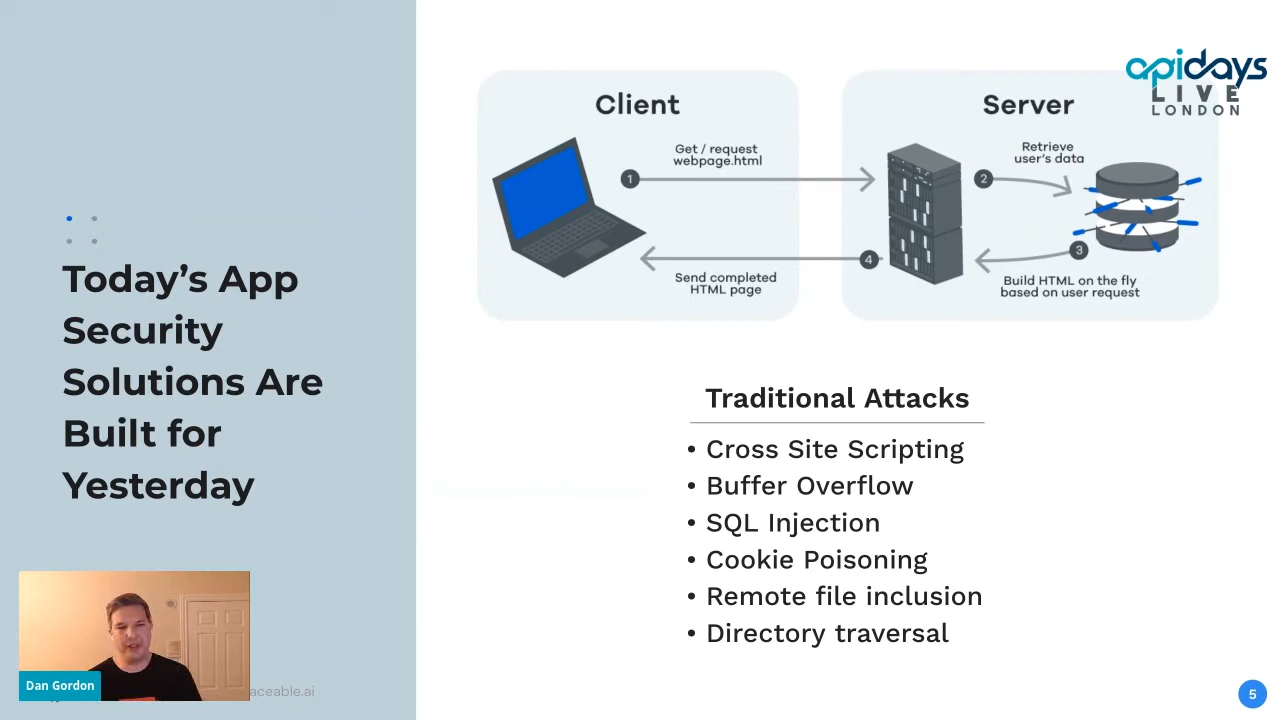 Today's App
Security
Solutions Are
Built for
Yesterday
Dan Gordon
aceable.ai
Client
Get / request
webpage.html
1
Send completed
HTML page
4
Server
Retrieve
user's data
2
3
Build HTML on the fly
based on user request
apidays
LIVE
LONDON
Traditional Attacks
• Cross Site Scripting
• Buffer Overflow
• SQL Injection
• Cookie Poisoning
• Remote file inclusion
• Directory traversal
5